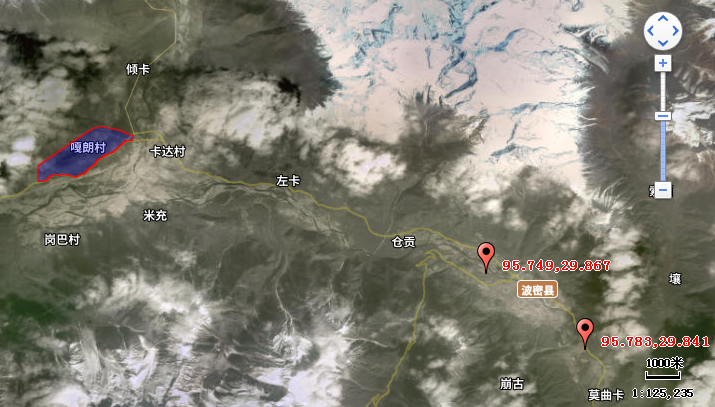 倾卡
嘎朗村
卡达村
左卡
米充
岗巴村
仓贡
95.749,29.867
壤
波密县
95.783,29.841
1000米
崩古
莫曲卡
1:125,235